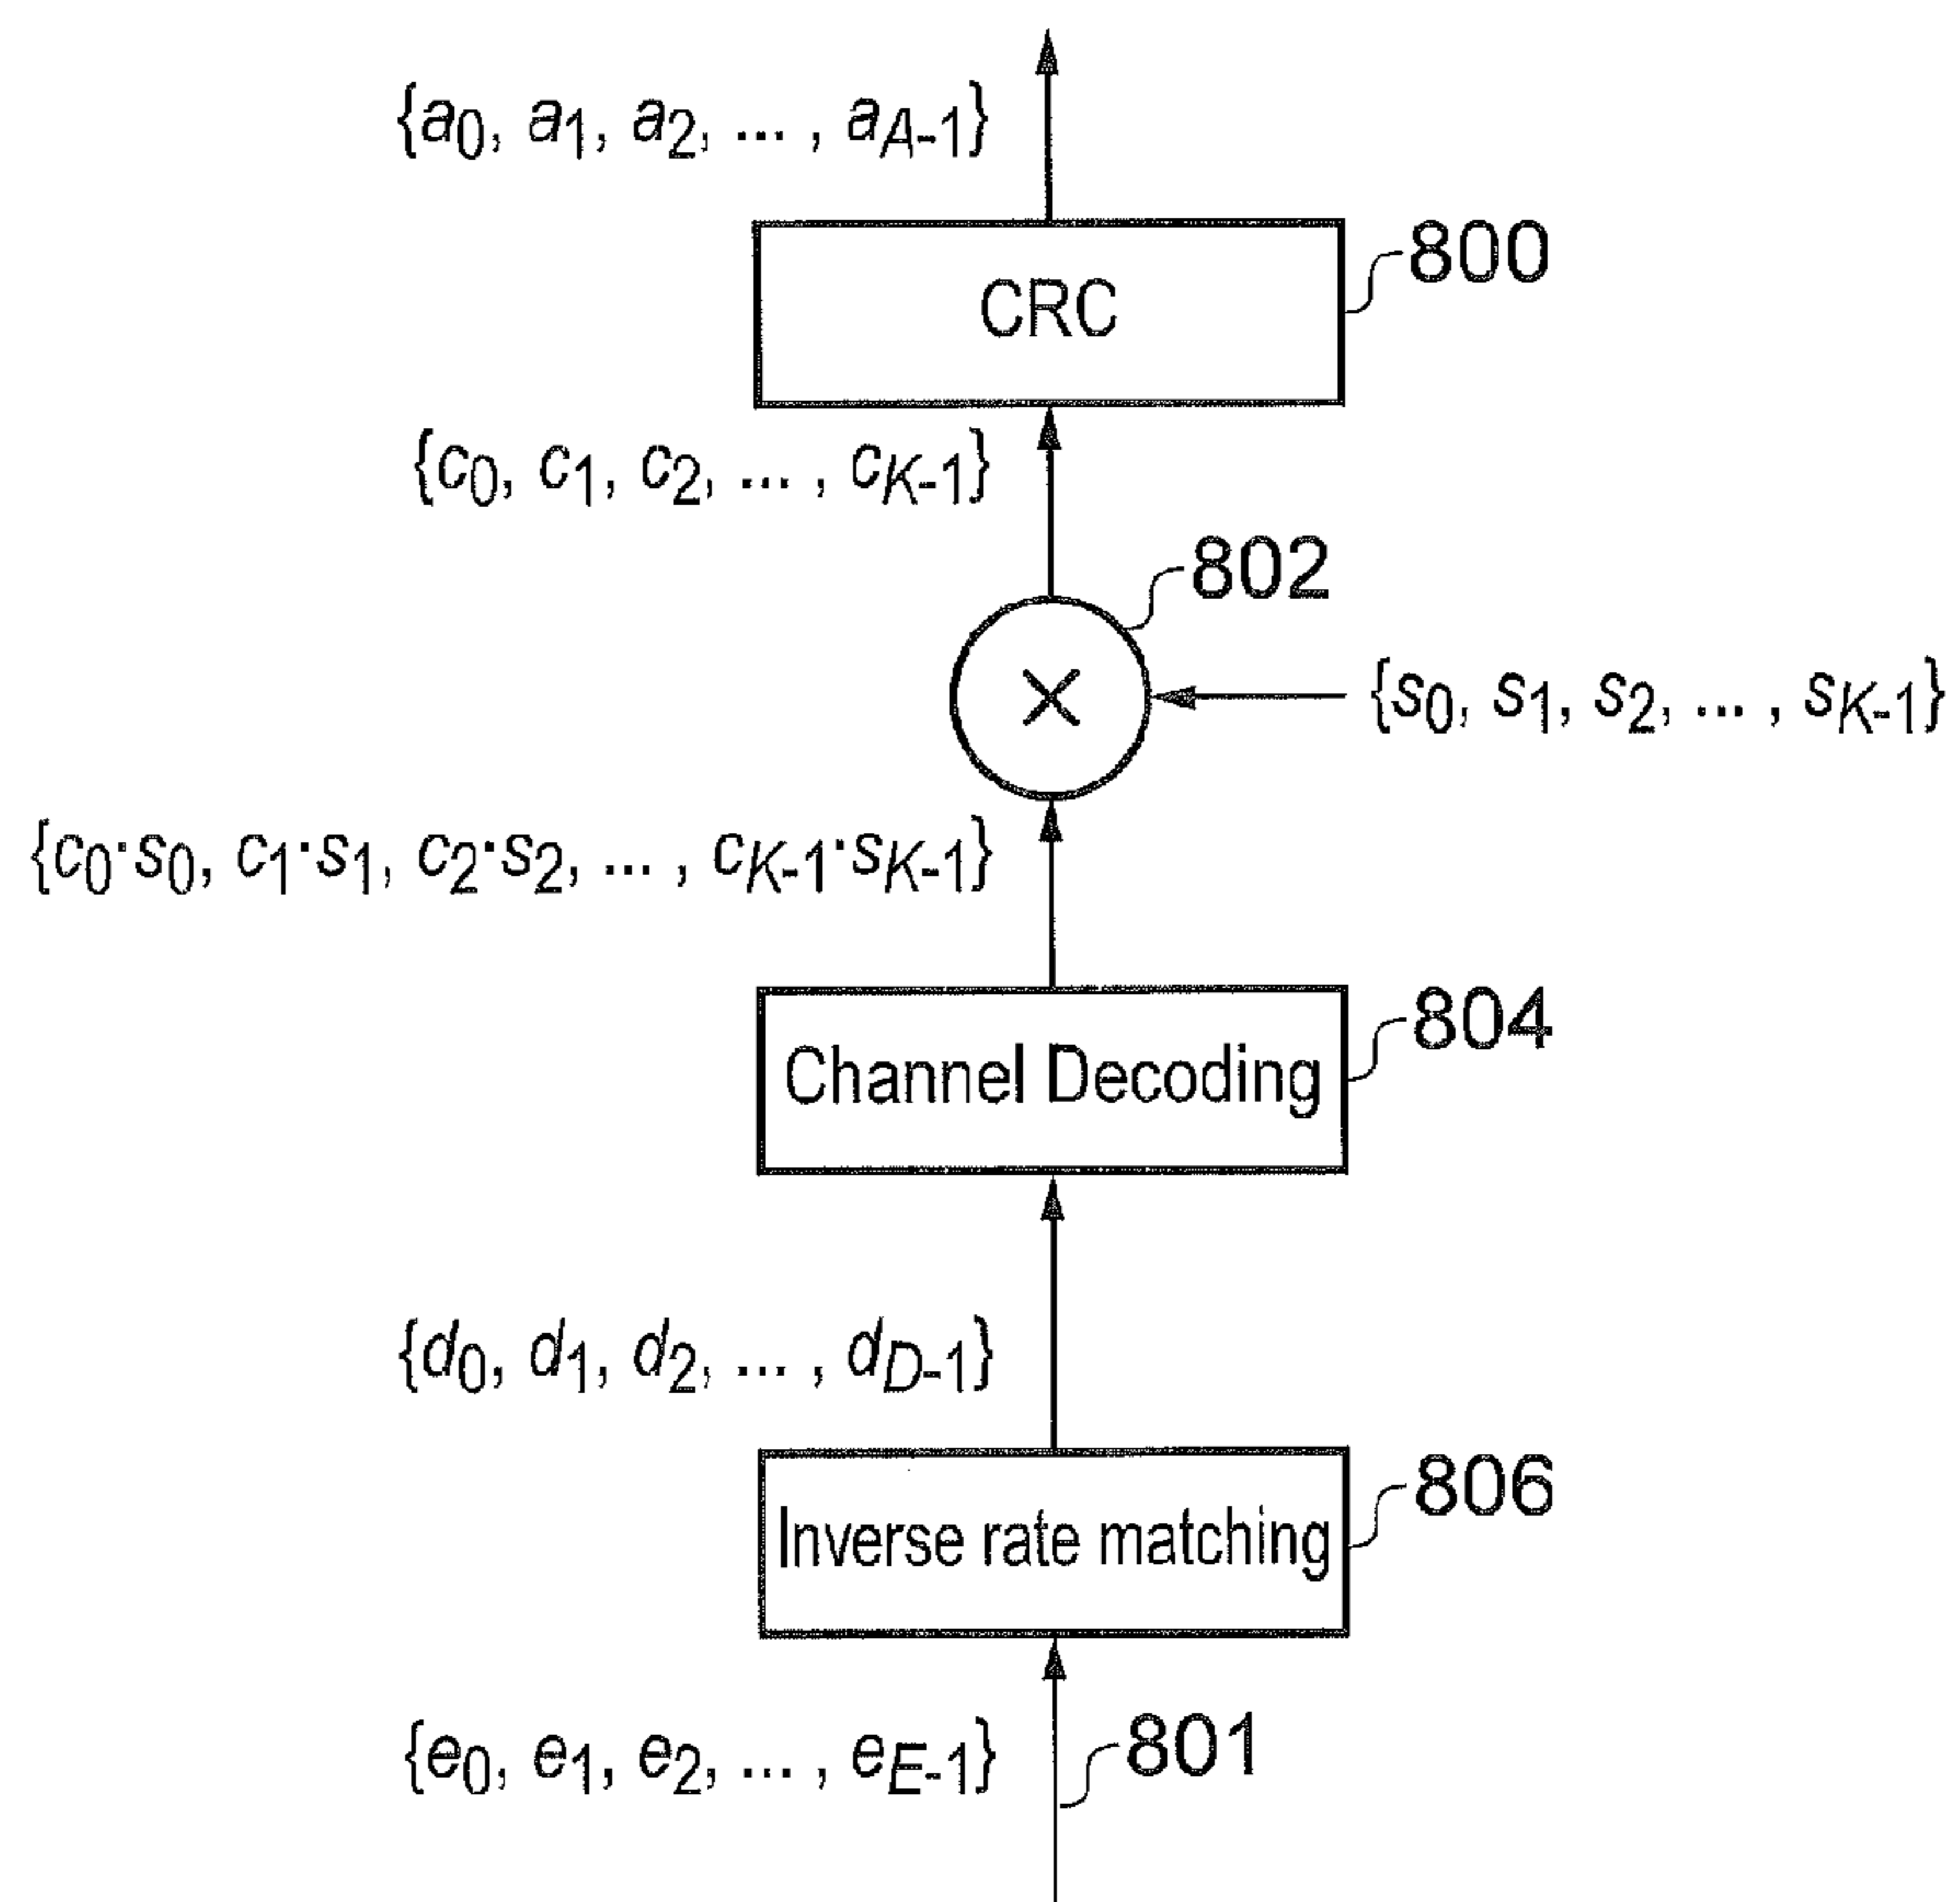 {a0, a1, a2, ... , aA-1}
CRC
800
{c0, c1, c2, ... , cK-1}
802
×
{s0, s1, s2, ... , sK-1}
{c0·s0, c1·s1, c2·s2, ... , cK-1·sK-1}
Channel Decoding
804
{d0, d1, d2, ... , dD-1}
Inverse rate matching
806
{e0, e1, e2, ... , eE-1}
801